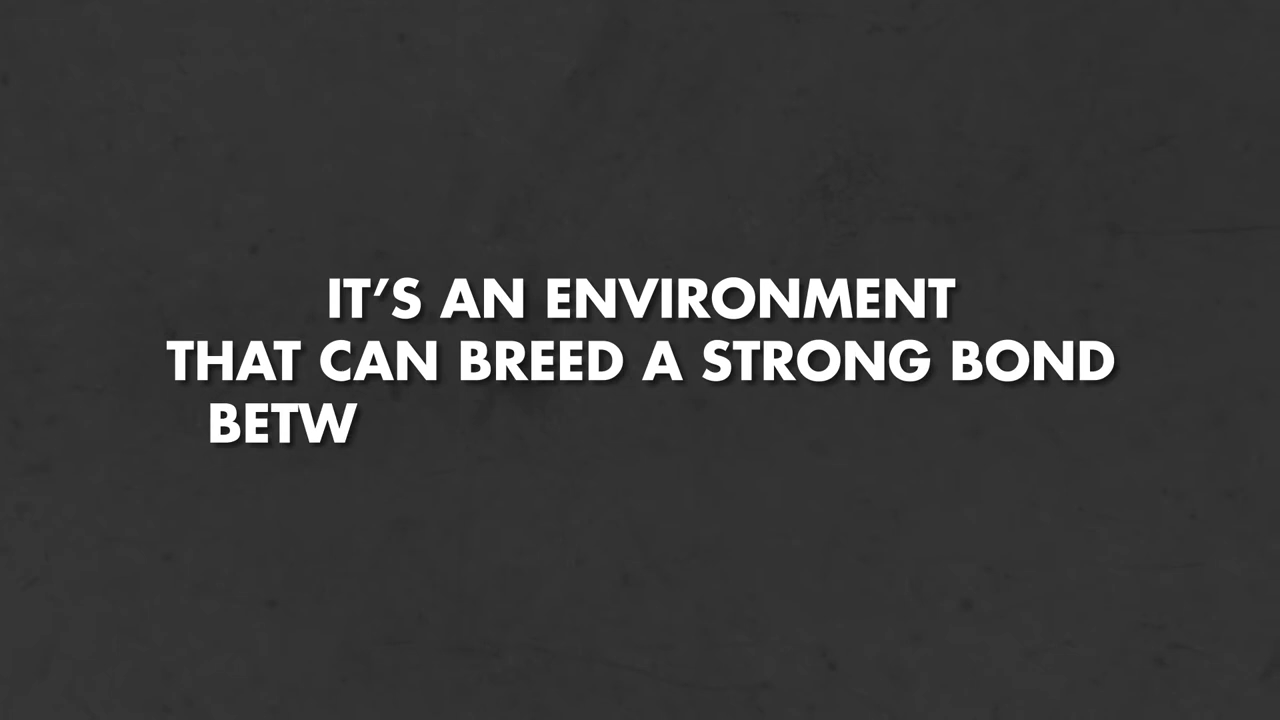 IT’S AN ENVIRONMENT
THAT CAN BREED A STRONG BOND
BETW